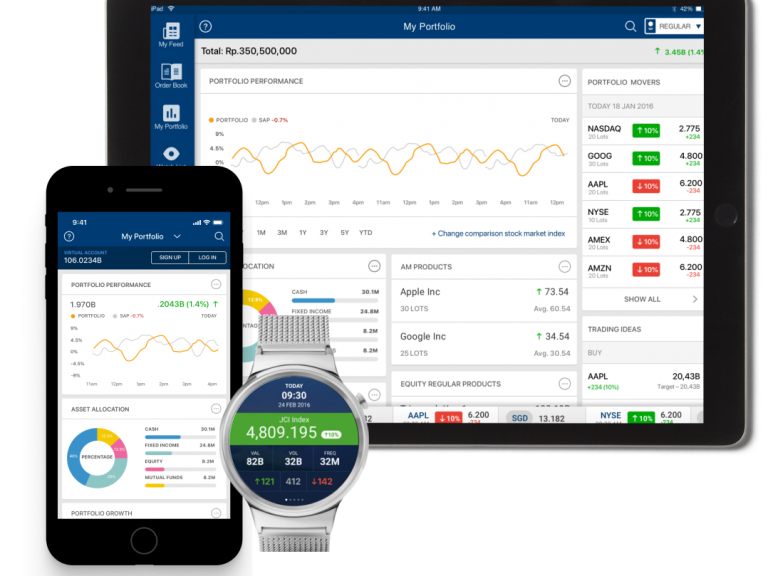 iPad
9:41 AM
42%
My Feed
Order Book
My Portfolio
My Portfolio
REGULAR
Total: Rp.350,500,000
3.45B (1.4%
PORTFOLIO PERFORMANCE
PORTFOLIO SAP -0.7%
TODAY
9%
4.5%
0%
12pm 1pm 2pm 3pm 4pm 11am 12pm 1pm 2pm 3pm 4pm 11am 12pm
1M 3M 1Y 3Y 5Y YTD
+ Change comparison stock market index
PORTFOLIO MOVERS
TODAY 18 JAN 2016
NASDAQ 10% 2.775
20 Lots +234
GOOG 10% 4.800
30 Lots +234
AAPL 10% 6.200
20 Lots -234
NYSE 10% 2.775
10 Lots +234
AMEX 10% 4.800
20 Lots -234
AMZN 10% 6.200
10 Lots -234
SHOW ALL
TRADING IDEAS
BUY
AAPL 20,43B
+234 (10%) Target - 20,43B
OCATION
CASH 30.1M
FIXED INCOME 24.8M
8.2M
8.2M
AM PRODUCTS
Apple Inc 73.54
30 LOTS Avg. 60.54
Google Inc 34.54
25 LOTS Avg. 30.54
EQUITY REGULAR PRODUCTS
AAPL 10% 6.200
-234
SGD 13.182
NYSE 10% 6.200
9:41
My Portfolio
VIRTUAL ACCOUNT
106.0234B
SIGN UP LOG IN
PORTFOLIO PERFORMANCE
1.970B .2043B (1.4%)
PORTFOLIO SAP -0.7% TODAY
9%
4.5%
0%
-4.5%
-9%
11am 12pm 1pm 2pm 3pm 4pm
ASSET ALLOCATION
PERCENTAGE
CASH 30.1M
FIXED INCOME 24.8M
EQUITY 8.2M
MUTUAL FUNDS 8.2M
PORTFOLIO GROWTH
TODAY
09:30
24 FEB 2016
JCI Index
4,809.195 10%
VAL VOL FREQ
82B 32B 32M
121 412 142